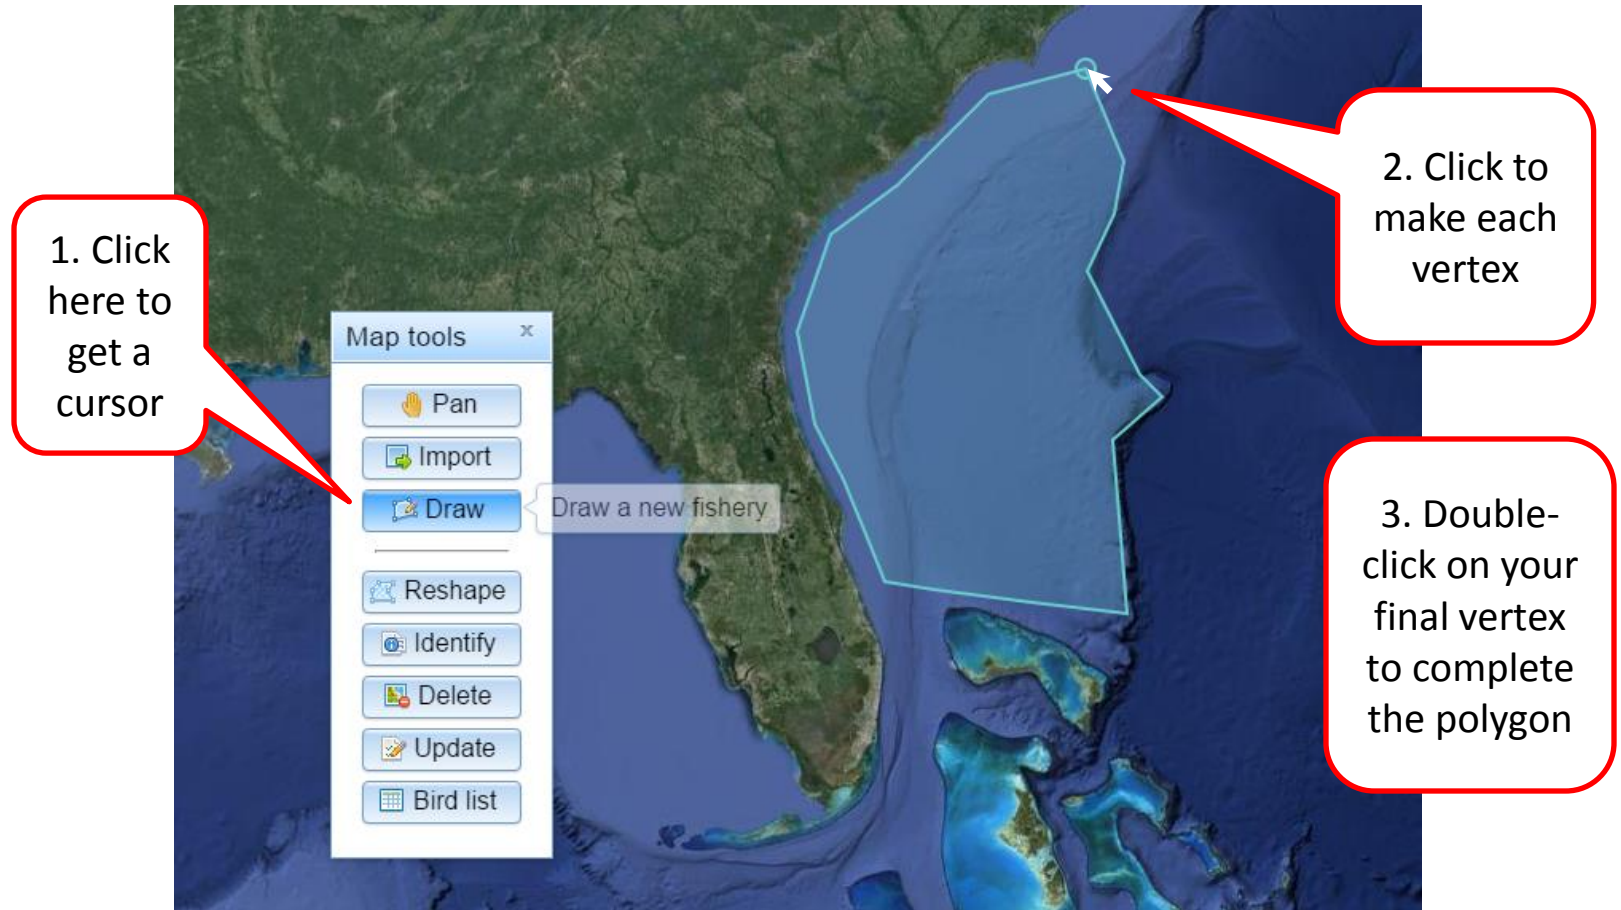 1. Click
here to
get a
cursor
Map tools x
Pan
Import
Draw
Draw a new fishery
Reshape
Identify
Delete
Update
Bird list
2. Click to
make each
vertex
3. Double-
click on your
final vertex
to complete
the polygon